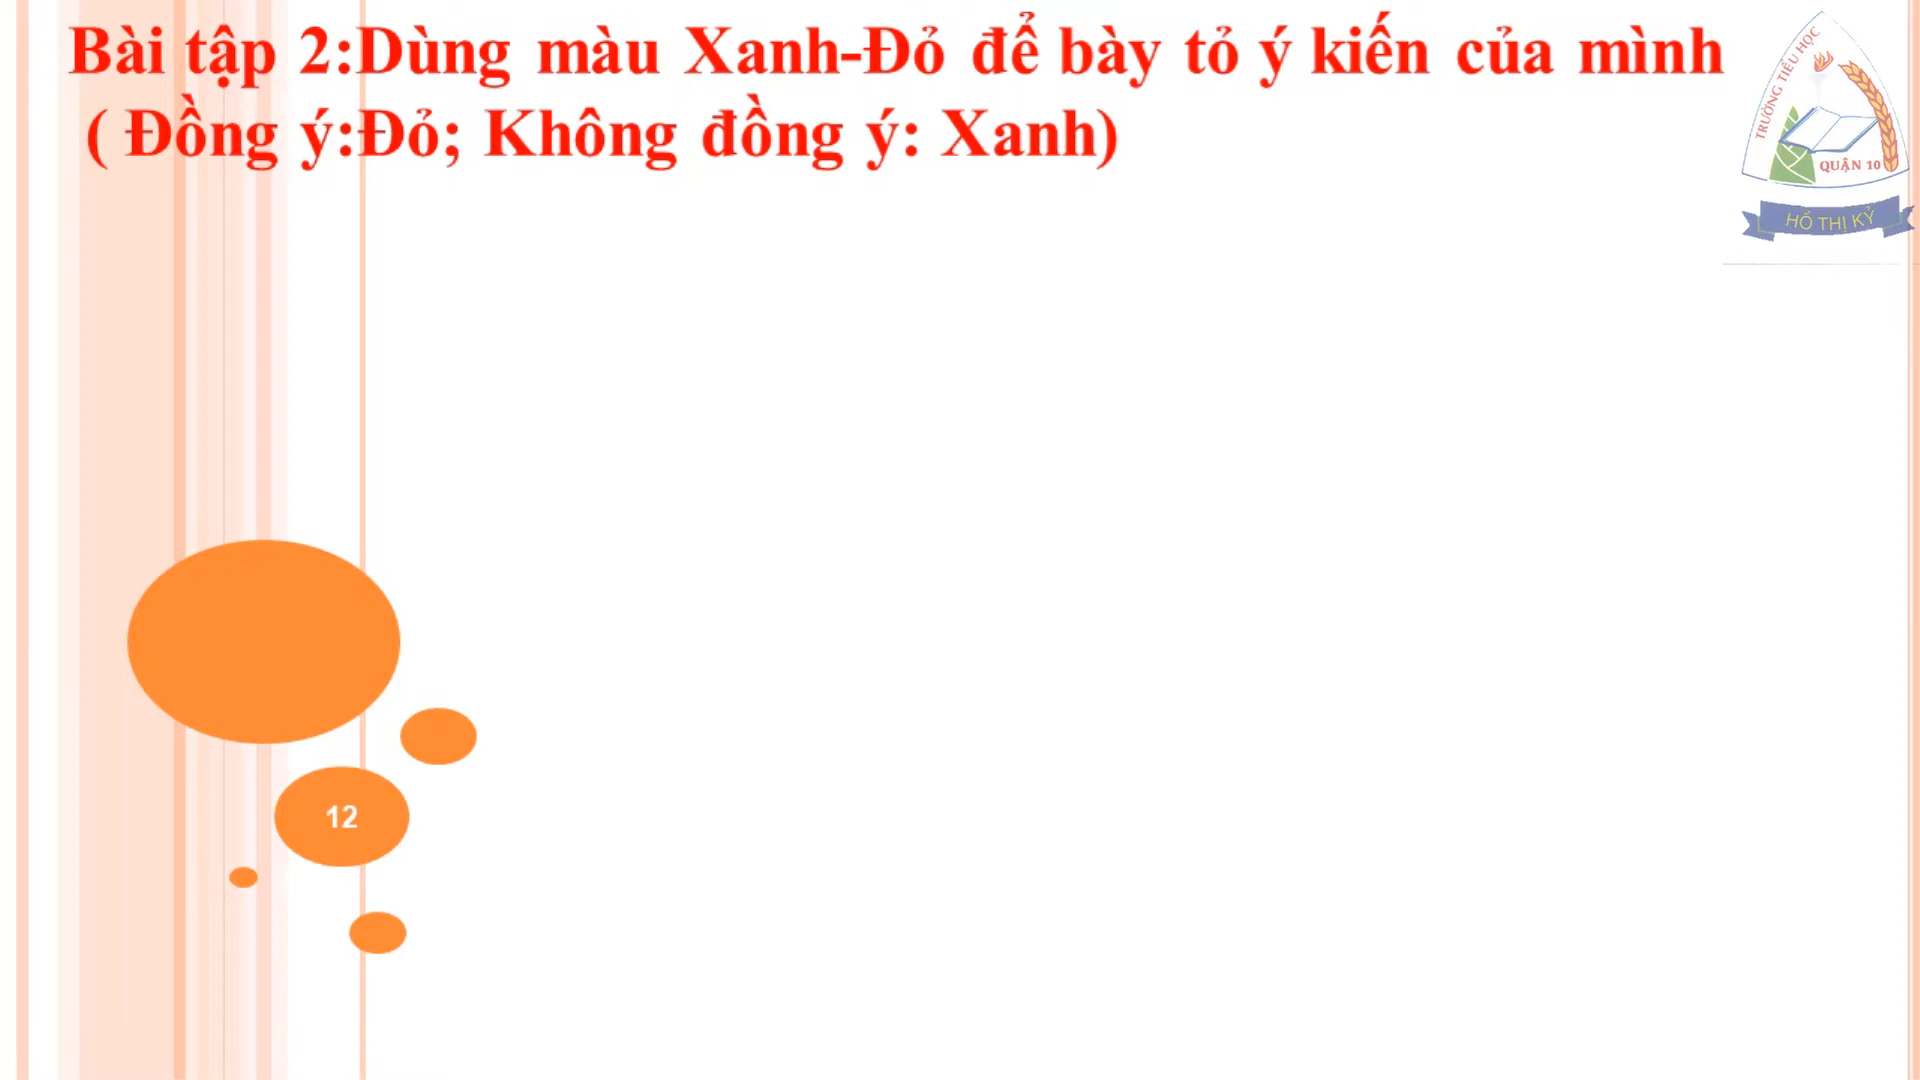 Bài tập 2:Dùng màu Xanh-Đỏ để bày tỏ ý kiến của mình
( Đồng ý:Đỏ; Không đồng ý: Xanh)
TRƯỜNG TIỂU HỌC
QUẬN 10
HỒ THỊ KỶ
12